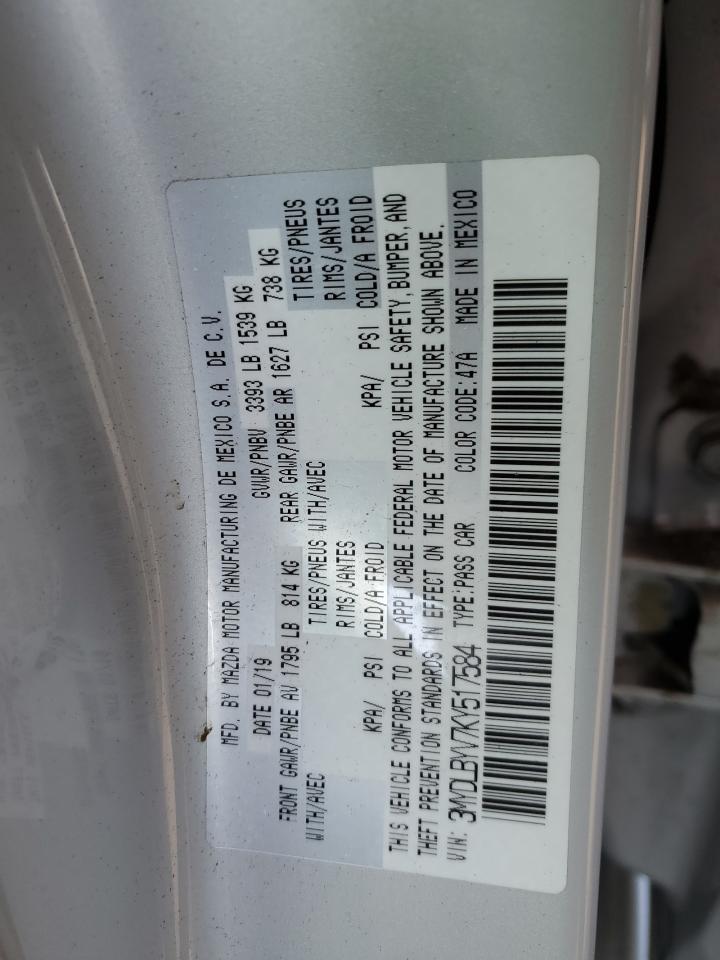 MFD. BY MAZDA MOTOR MANUFACTURING DE MEXICO S.A. DE C.V.
DATE 01/19 GVWR/PNBV 3393 LB 1539 KG
FRONT GAWR/PNBE AV 1795 LB 814 KG REAR GAWR/PNBE AR 1627 LB 738 KG
WITH/AVEC TIRES/PNEUS WITH/AVEC TIRES/PNEUS
RIMS/JANTES RIMS/JANTES
KPA/ PSI COLD/A FROID KPA/ PSI COLD/A FROID
THIS VEHICLE CONFORMS TO ALL APPLICABLE FEDERAL MOTOR VEHICLE SAFETY, BUMPER, AND
THEFT PREVENTION STANDARDS IN EFFECT ON THE DATE OF MANUFACTURE SHOWN ABOVE.
VIN: 3MYDLBYV7KY517584 TYPE:PASS CAR COLOR CODE:47A MADE IN MEXICO